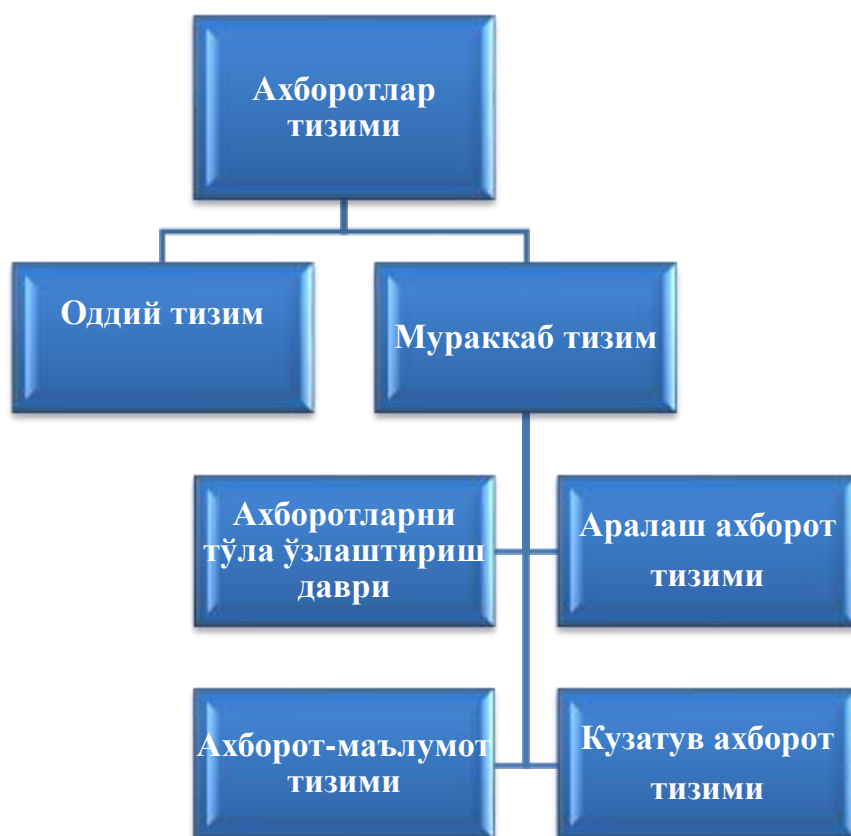 Ахборотлар
тизими
Оддий тизим
Мураккаб тизим
Ахборотларни
тўла ўзлаштириш
даври
Аралаш ахборот
тизими
Ахборот-маълумот
тизими
Кузатув ахборот
тизими